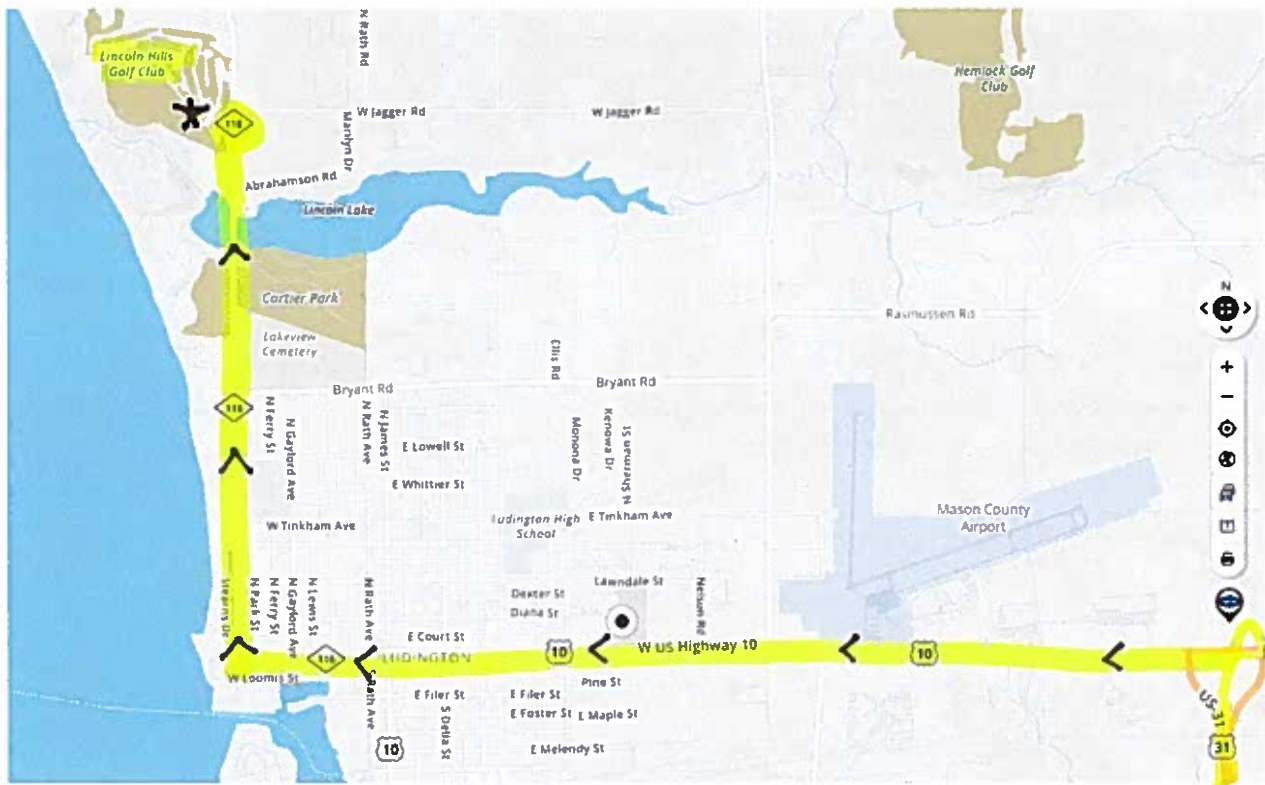 Lincoln Hills
Golf Club
N Rath Rd
Hemlock Golf
Club
116
W Jagger Rd
W Jagger Rd
Marilyn Dr
Abrahamson Rd
Lincoln Lake
Cartier Park
Lakeview
Cemetery
N
Rasmussen Rd
Ellis Rd
Bryant Rd
Bryant Rd
116
N Ferry St
N Gaylord Ave
N Rath Ave
N James St
E Lowell St
Monona Dr
Kenowa Dr
N Sherman St
E Whittier St
W Tinkham Ave
Ludington High
School
E Tinkham Ave
Mason County
Airport
Stearns Dr
N Park St
N Ferry St
N Gaylord Ave
N Lewis St
N Rath Ave
Lawndale St
Dexter St
Diana St
Nelson Rd
E Court St
116
LUDINGTON
10
W US Highway 10
10
W Loomis St
S Rath Ave
E Filer St
S Delia St
E Filer St
Pine St
E Foster St
E Maple St
10
E Melendy St
US-31
31